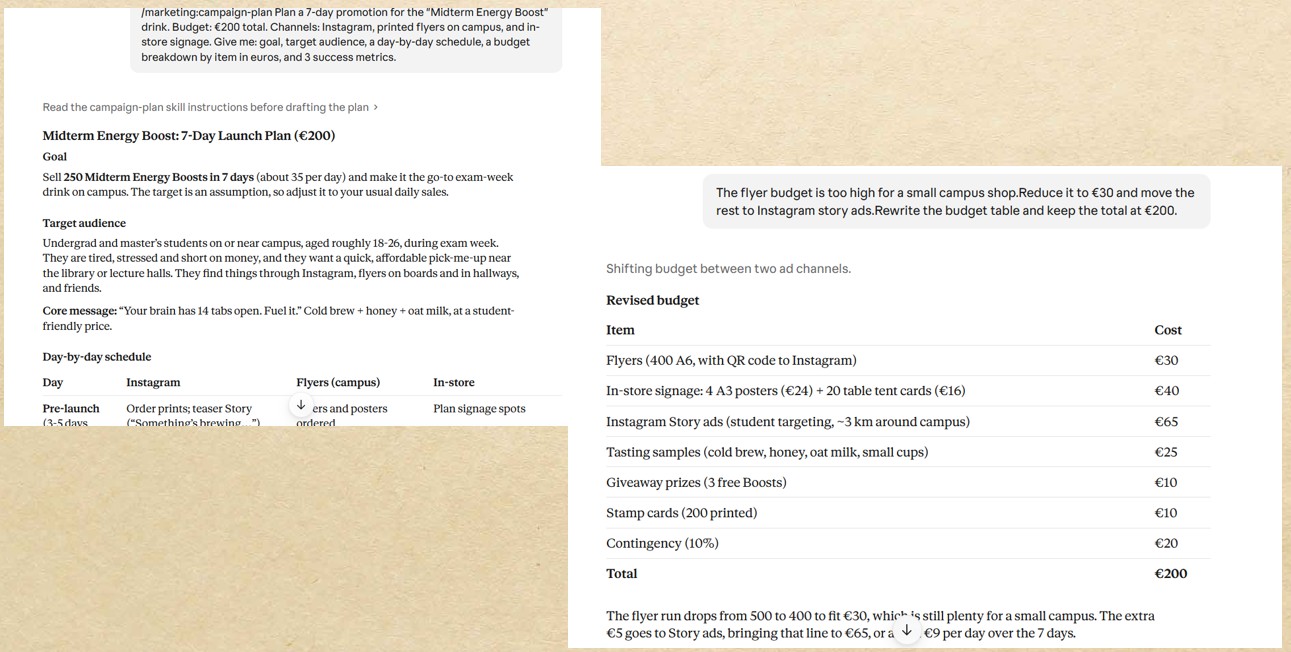 /marketing:campaign-plan Plan a 7-day promotion for the "Midterm Energy Boost"
drink. Budget: €200 total. Channels: Instagram, printed flyers on campus, and in-
store signage. Give me: goal, target audience, a day-by-day schedule, a budget
breakdown by item in euros, and 3 success metrics.
Read the campaign-plan skill instructions before drafting the plan >
Midterm Energy Boost: 7-Day Launch Plan (€200)
Goal
Sell 250 Midterm Energy Boosts in 7 days (about 35 per day) and make it the go-to exam-week
drink on campus. The target is an assumption, so adjust it to your usual daily sales.
Target audience
Undergrad and master's students on or near campus, aged roughly 18-26, during exam week.
They are tired, stressed and short on money, and they want a quick, affordable pick-me-up near
the library or lecture halls. They find things through Instagram, flyers on boards and in hallways,
and friends.
Core message: "Your brain has 14 tabs open. Fuel it." Cold brew + honey + oat milk, at a student-
friendly price.
Day-by-day schedule
Day Instagram Flyers (campus) In-store
Pre-launch Order prints; teaser Story and posters Plan signage spots
(3-5 days ("Something's brewing...") ordered
The flyer budget is too high for a small campus shop.Reduce it to €30 and move the
rest to Instagram story ads.Rewrite the budget table and keep the total at €200.
Shifting budget between two ad channels.
Revised budget
Item Cost
Flyers (400 A6, with QR code to Instagram) €30
In-store signage: 4 A3 posters (€24) + 20 table tent cards (€16) €40
Instagram Story ads (student targeting, ~3 km around campus) €65
Tasting samples (cold brew, honey, oat milk, small cups) €25
Giveaway prizes (3 free Boosts) €10
Stamp cards (200 printed) €10
Contingency (10%) €20
Total €200
The flyer run drops from 500 to 400 to fit €30, which is still plenty for a small campus. The extra
€5 goes to Story ads, bringing that line to €65, or €9 per day over the 7 days.